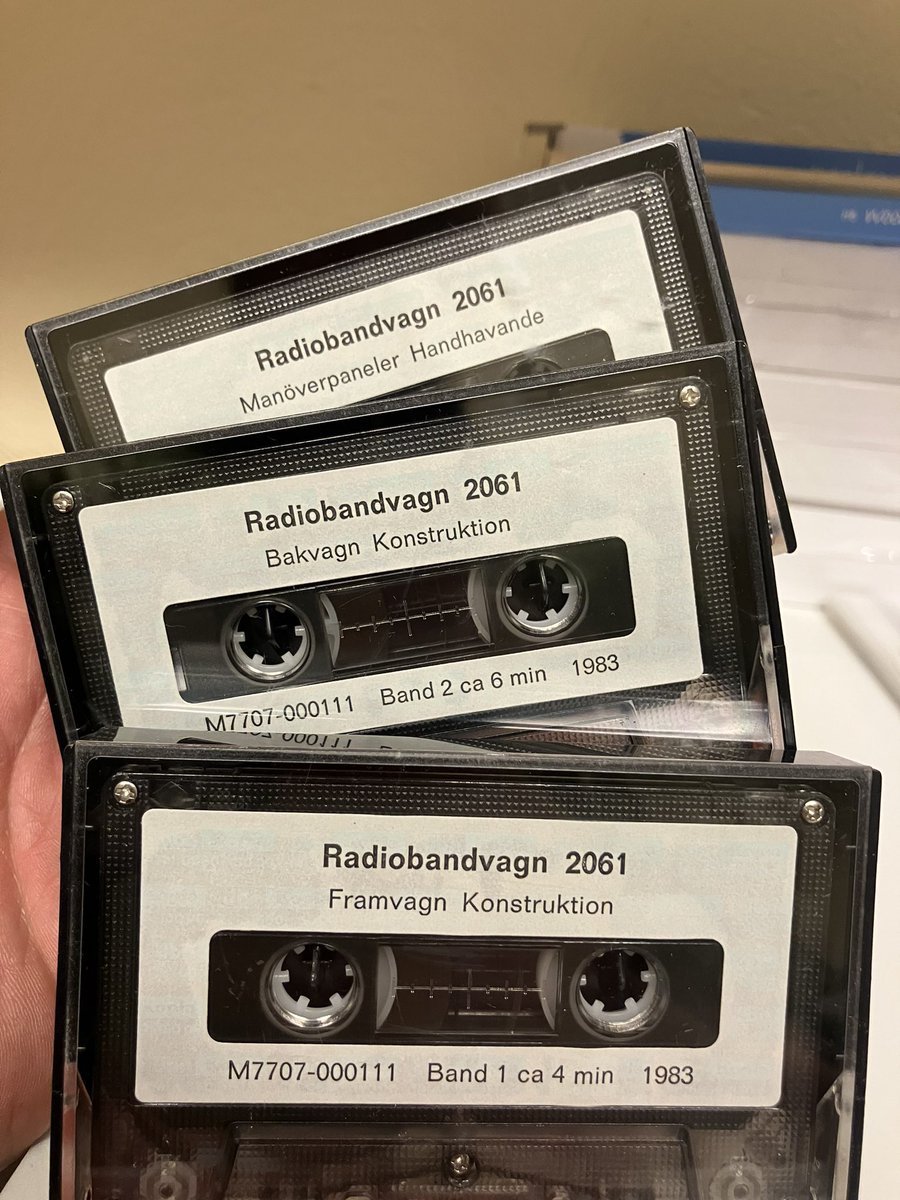 Radiobandvagn 2061
Manöverpaneler Handhavande
Radiobandvagn 2061
Bakvagn Konstruktion
M7707-000111 Band 2 ca 6 min 1983
Radiobandvagn 2061
Framvagn Konstruktion
M7707-000111 Band 1 ca 4 min 1983